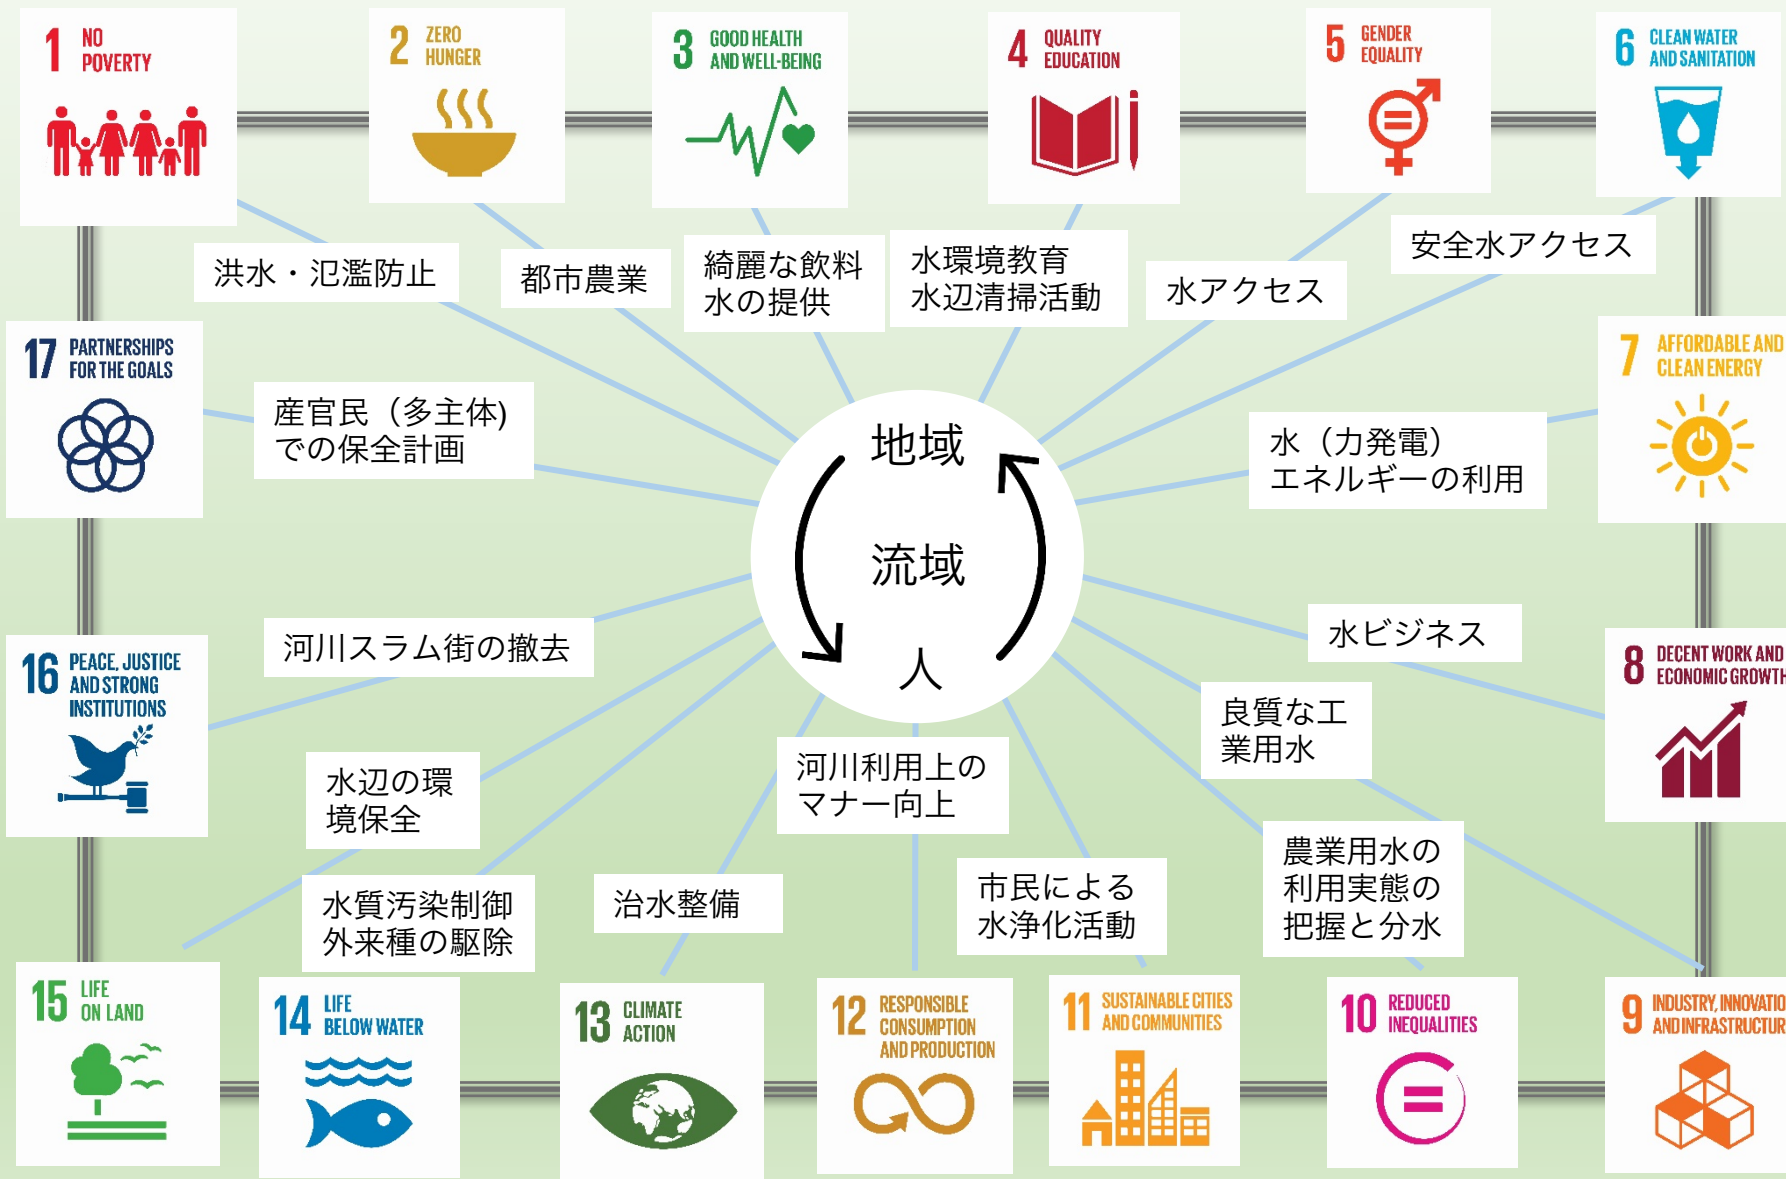 1 NO
POVERTY
2 ZERO
HUNGER
3 GOOD HEALTH
AND WELL-BEING
4 QUALITY
EDUCATION
5 GENDER
EQUALITY
6 CLEAN WATER
AND SANITATION
洪水・氾濫防止
都市農業
綺麗な飲料
水の提供
水環境教育
水辺清掃活動
水アクセス
安全水アクセス
17 PARTNERSHIPS
FOR THE GOALS
産官民（多主体)
での保全計画
地域
流域
人
水（力発電）
エネルギーの利用
7 AFFORDABLE AND
CLEAN ENERGY
16 PEACE, JUSTICE
AND STRONG
INSTITUTIONS
河川スラム街の撤去
水ビジネス
8 DECENT WORK AND
ECONOMIC GROWTH
水辺の環
境保全
河川利用上の
マナー向上
良質な工
業用水
水質汚染制御
外来種の駆除
治水整備
市民による
水浄化活動
農業用水の
利用実態の
把握と分水
15 LIFE
ON LAND
14 LIFE
BELOW WATER
13 CLIMATE
ACTION
12 RESPONSIBLE
CONSUMPTION
AND PRODUCTION
11 SUSTAINABLE CITIES
AND COMMUNITIES
10 REDUCED
INEQUALITIES
9 INDUSTRY, INNOVATIO
AND INFRASTRUCTUR